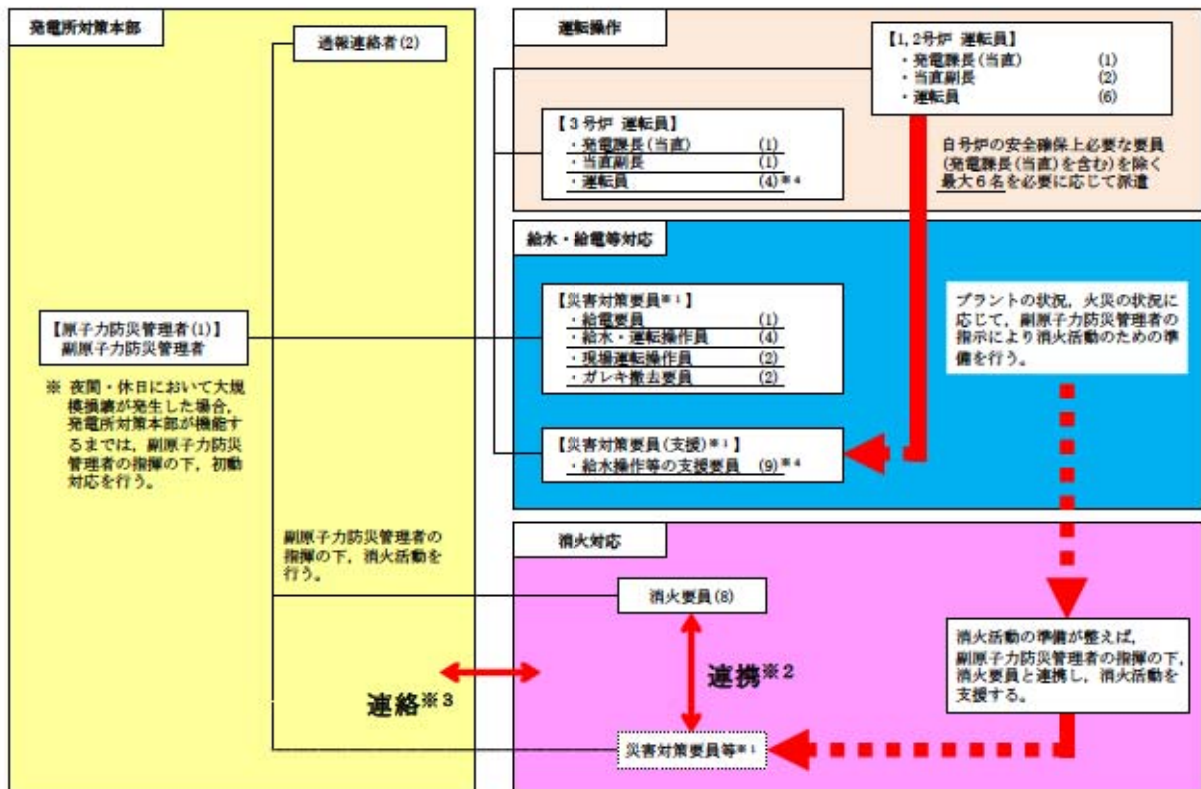 発電所対策本部
通報連絡者(2)
【原子力防災管理者(1)】
副原子力防災管理者
※ 夜間・休日において大規
模損壊が発生した場合,
発電所対策本部が機能す
るまでは,副原子力防災
管理者の指揮の下,初動
対応を行う。
副原子力防災管理者の
指揮の下,消火活動を
行う。
連絡※3
運転操作
【1,2号炉 運転員】
・発電課長(当直) (1)
・当直副長 (2)
・運転員 (6)
【3号炉 運転員】
・発電課長(当直) (1)
・当直副長 (1)
・運転員 (4)※4
自号炉の安全確保上必要な要員
(発電課長(当直)を含む)を除く
最大6名を必要に応じて派遣
給水・給電等対応
【災害対策要員※1】
・給電要員 (1)
・給水・運転操作員 (4)
・現場運転操作員 (2)
・ガレキ撤去要員 (2)
【災害対策要員(支援)※1】
・給水操作等の支援要員 (9)※4
プラントの状況,火災の状況に
応じて,副原子力防災管理者の
指示により消火活動のための準
備を行う。
消火対応
消火要員(8)
連携※2
災害対策要員等※1
消火活動の準備が整えば,
副原子力防災管理者の指揮の下,
消火要員と連携し,消火活動を
支援する。